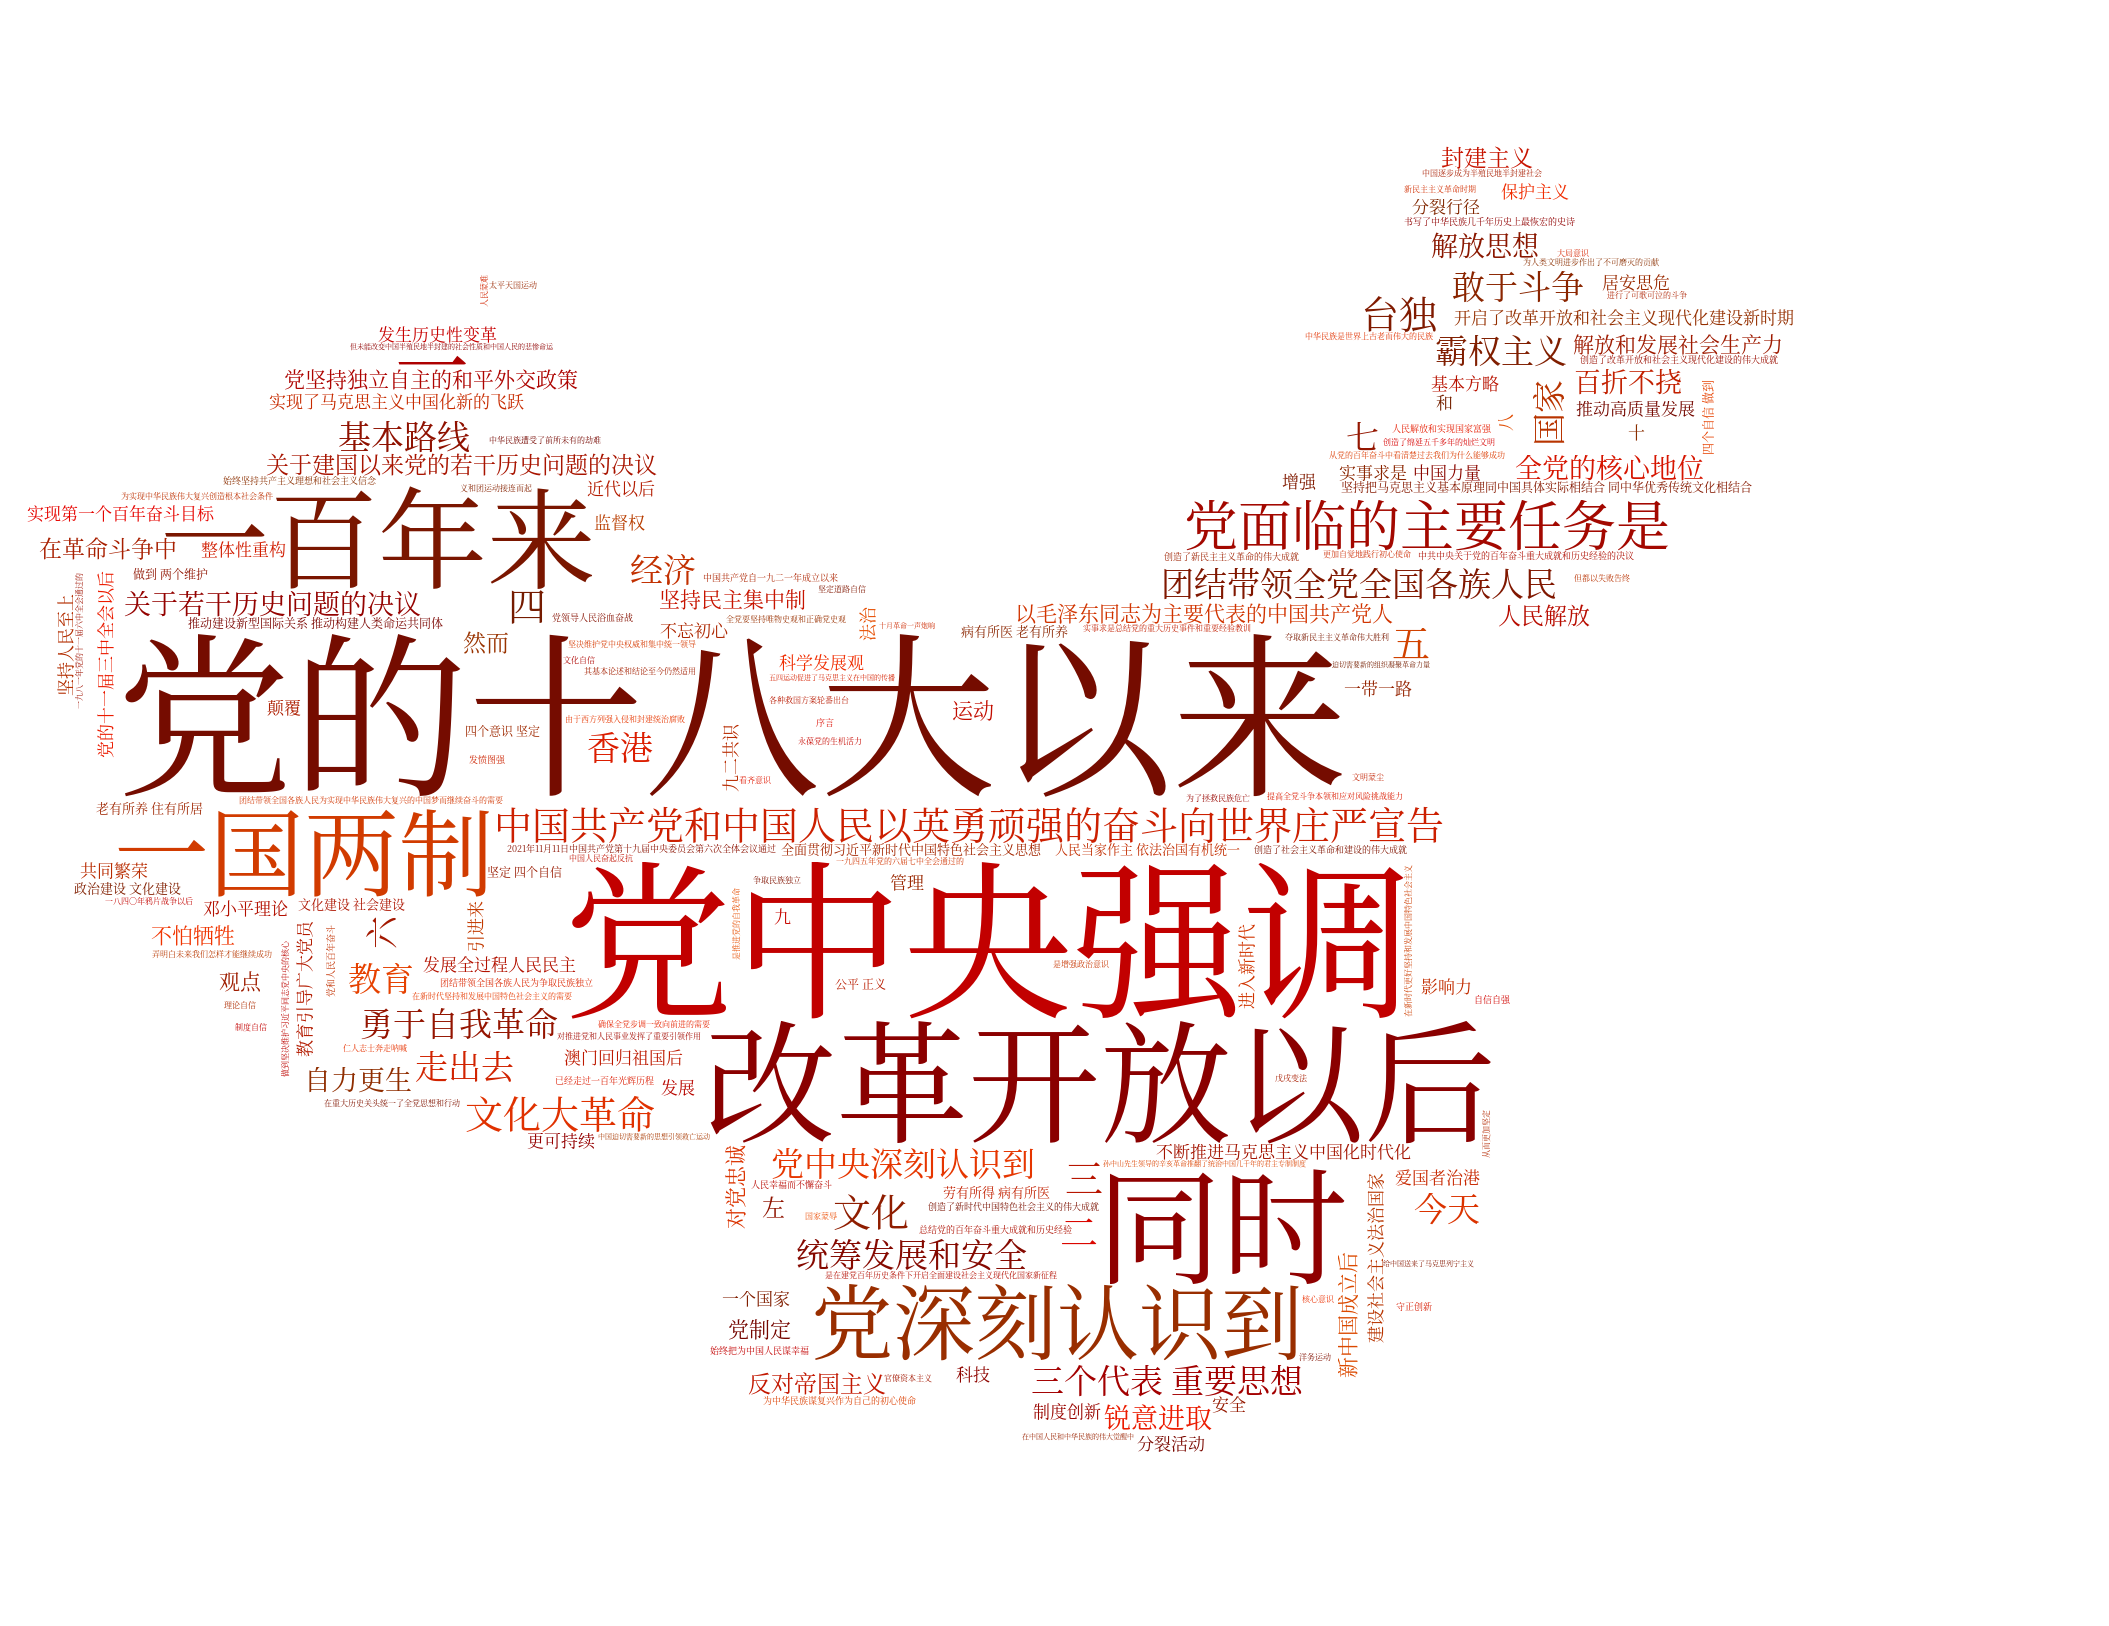 封建主义
中国逐步成为半殖民地半封建社会
新民主主义革命时期
保护主义
分裂行径
书写了中华民族几千年历史上最恢宏的史诗
解放思想
大局意识
为人类文明进步作出了不可磨灭的贡献
敢于斗争
居安思危
进行了可歌可泣的斗争
台独
开启了改革开放和社会主义现代化建设新时期
中华民族是世界上古老而伟大的民族
霸权主义
解放和发展社会生产力
创造了改革开放和社会主义现代化建设的伟大成就
基本方略
和
国家
百折不挠
推动高质量发展
四个自信 做到
七
人民解放和实现国家富强
八
十
创造了绵延五千多年的灿烂文明
从党的百年奋斗中看清楚过去我们为什么能够成功
增强
实事求是
中国力量
全党的核心地位
坚持把马克思主义基本原理同中国具体实际相结合 同中华优秀传统文化相结合
人民蒙难
太平天国运动
发生历史性变革
但未能改变中国半殖民地半封建的社会性质和中国人民的悲惨命运
一
党坚持独立自主的和平外交政策
实现了马克思主义中国化新的飞跃
基本路线
中华民族遭受了前所未有的劫难
关于建国以来党的若干历史问题的决议
始终坚持共产主义理想和社会主义信念
义和团运动接连而起
近代以后
为实现中华民族伟大复兴创造根本社会条件
一百年来
实现第一个百年奋斗目标
监督权
在革命斗争中
整体性重构
党面临的主要任务是
创造了新民主主义革命的伟大成就
更加自觉地践行初心使命
中共中央关于党的百年奋斗重大成就和历史经验的决议
经济
中国共产党自一九二一年成立以来
坚定道路自信
团结带领全党全国各族人民
但都以失败告终
做到 两个维护
坚持人民至上
一九八一年党的十一届六中全会通过的
党的十一届三中全会以后
关于若干历史问题的决议
四
坚持民主集中制
推动建设新型国际关系 推动构建人类命运共同体
党领导人民浴血奋战
不忘初心
全党要坚持唯物史观和正确党史观
法治
十月革命一声炮响
病有所医 老有所养
以毛泽东同志为主要代表的中国共产党人
实事求是总结党的重大历史事件和重要经验教训
人民解放
夺取新民主主义革命伟大胜利
五
然而
坚决维护党中央权威和集中统一领导
文化自信
其基本论述和结论至今仍然适用
科学发展观
五四运动促进了马克思主义在中国的传播
迫切需要新的组织凝聚革命力量
一带一路
党的十八大以来
颠覆
四个意识 坚定
由于西方列强入侵和封建统治腐败
各种救国方案轮番出台
运动
序言
香港
九二共识
永葆党的生机活力
发愤图强
看齐意识
文明蒙尘
老有所养 住有所居
团结带领全国各族人民为实现中华民族伟大复兴的中国梦而继续奋斗的需要
为了拯救民族危亡
提高全党斗争本领和应对风险挑战能力
一国两制
中国共产党和中国人民以英勇顽强的奋斗向世界庄严宣告
2021年11月11日中国共产党第十九届中央委员会第六次全体会议通过
全面贯彻习近平新时代中国特色社会主义思想
人民当家作主 依法治国有机统一
创造了社会主义革命和建设的伟大成就
中国人民奋起反抗
一九四五年党的六届七中全会通过的
共同繁荣
坚定 四个自信
政治建设 文化建设
争取民族独立
管理
一八四〇年鸦片战争以后
邓小平理论
文化建设 社会建设
党中央强调
九
是推进党的自我革命
在新时代更好坚持和发展中国特色社会主义
不怕牺牲
六
引进来
进入新时代
弄明白未来我们怎样才能继续成功
做到坚决维护习近平同志党中央的核心
教育引导广大党员
党和人民百年奋斗
教育
发展全过程人民民主
是增强政治意识
观点
团结带领全国各族人民为争取民族独立
公平 正义
影响力
在新时代坚持和发展中国特色社会主义的需要
自信自强
理论自信
制度自信
勇于自我革命
确保全党步调一致向前进的需要
对推进党和人民事业发挥了重要引领作用
仁人志士奔走呐喊
走出去
澳门回归祖国后
自力更生
已经走过一百年光辉历程
发展
改革开放以后
戊戌变法
在重大历史关头统一了全党思想和行动
文化大革命
更可持续
中国迫切需要新的思想引领救亡运动
从而更加坚定
不断推进马克思主义中国化时代化
对党忠诚
党中央深刻认识到
三
孙中山先生领导的辛亥革命推翻了统治中国几千年的君主专制制度
人民幸福而不懈奋斗
劳有所得 病有所医
同时
建设社会主义法治国家
爱国者治港
左
国家蒙辱
文化
创造了新时代中国特色社会主义的伟大成就
今天
总结党的百年奋斗重大成就和历史经验
二
统筹发展和安全
是在建党百年历史条件下开启全面建设社会主义现代化国家新征程
新中国成立后
给中国送来了马克思列宁主义
一个国家
党深刻认识到
核心意识
守正创新
党制定
始终把为中国人民谋幸福
洋务运动
反对帝国主义
官僚资本主义
科技
三个代表 重要思想
为中华民族谋复兴作为自己的初心使命
制度创新
锐意进取
安全
在中国人民和中华民族的伟大觉醒中
分裂活动